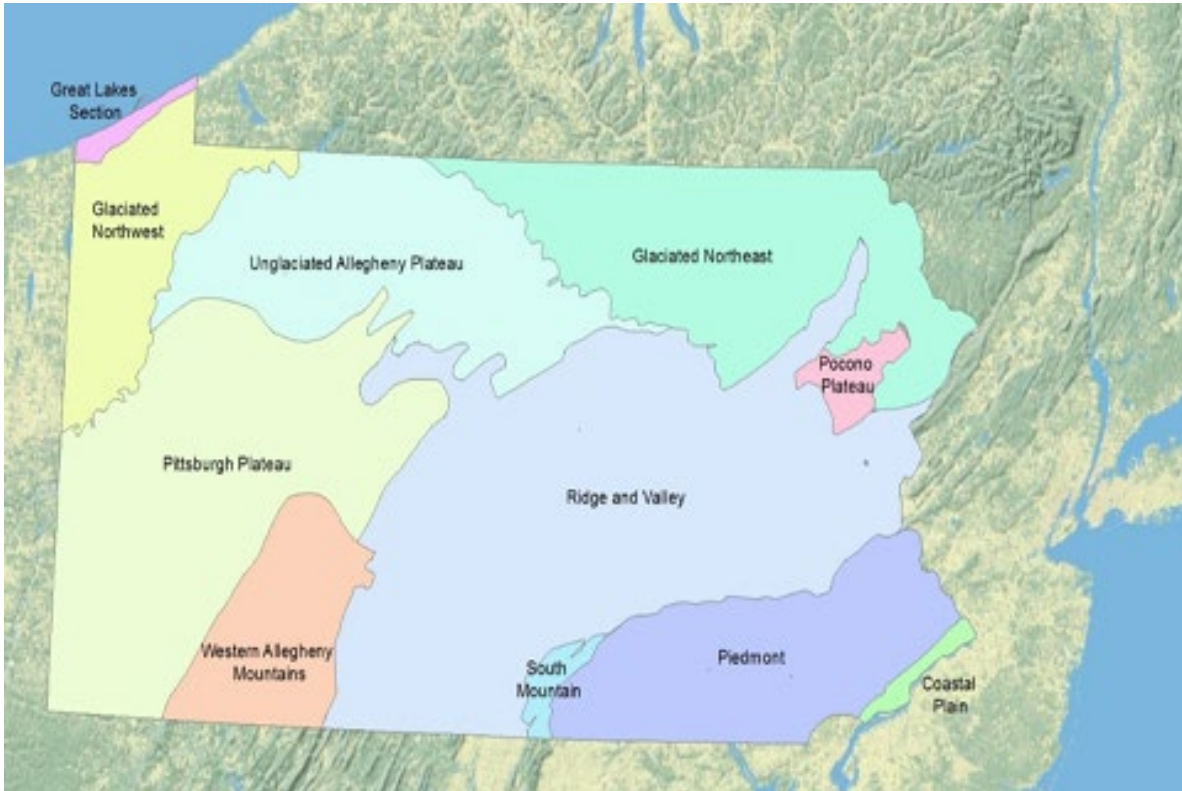 Great Lakes
Section
Glaciated
Northwest
Unglaciated Allegheny Plateau
Glaciated Northeast
Pocono
Plateau
Pittsburgh Plateau
Ridge and Valley
Western Allegheny
Mountains
South
Mountain
Piedmont
Coastal
Plain